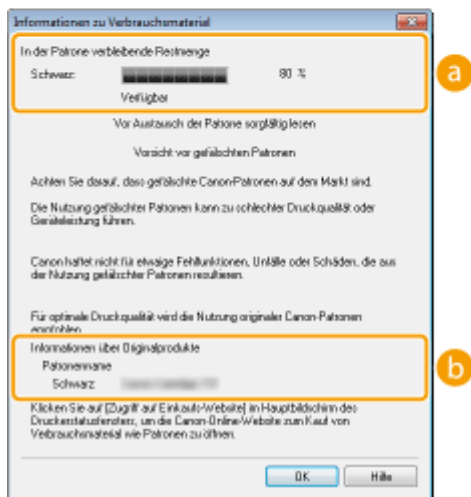 Informationen zu Verbrauchsmaterial
In der Patrone verbleibende Restmenge
Schwarz:
80 %
Verfügbar
a
Vor Austausch der Patrone sorgfältig lesen
Vorsicht vor gefälschten Patronen
Achten Sie darauf, dass gefälschte Canon-Patronen auf dem Markt sind.
Die Nutzung gefälschter Patronen kann zu schlechter Druckqualität oder
Geräteleistung führen.
Canon haftet nicht für etwaige Fehlfunktionen, Unfälle oder Schäden, die aus
der Nutzung gefälschter Patronen resultieren.
Für optimale Druckqualität wird die Nutzung originaler Canon-Patronen
empfohlen.
Informationen über Originalprodukte
Patronenname
Schwarz:
b
Klicken Sie auf [Zugriff auf Einkaufs-Website] im Hauptbildschirm des
Druckerstatusfensters, um die Canon-Online-Website zum Kauf von
Verbrauchsmaterial wie Patronen zu öffnen.
OK
Hilfe